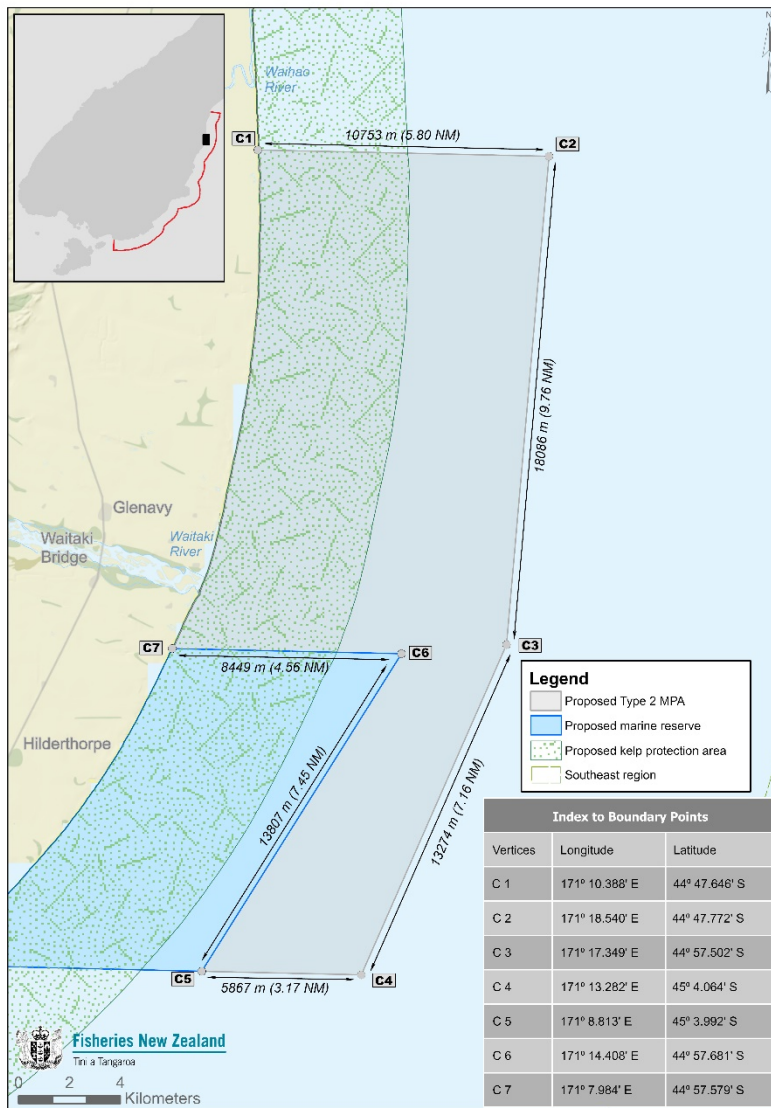 N
Waihao
River
10753 m (5.80 NM)
C1
C2
18086 m (9.76 NM)
Glenavy
Waitaki
Bridge
Waitaki
River
C3
C7
C6
8449 m (4.56 NM)
Hilderthorpe
13807 m (7.45 NM)
13274 m (7.16 NM)
Legend
Proposed Type 2 MPA
Proposed marine reserve
Proposed kelp protection area
Southeast region
C5
C4
5867 m (3.17 NM)
Index to Boundary Points
Vertices Longitude Latitude
C 1 171º 10.388' E 44º 47.646' S
C 2 171º 18.540' E 44º 47.772' S
C 3 171º 17.349' E 44º 57.502' S
C 4 171º 13.282' E 45º 4.064' S
C 5 171º 8.813' E 45º 3.992' S
C 6 171º 14.408' E 44º 57.681' S
C 7 171º 7.984' E 44º 57.579' S
Fisheries New Zealand
Tini a Tangaroa
0 2 4
Kilometers